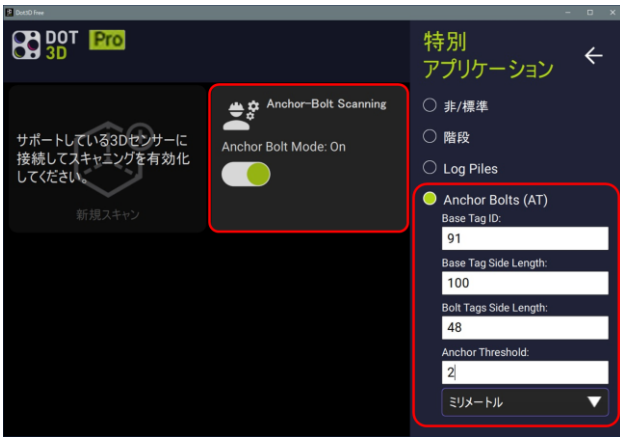 Dot3D Free
DOT
3D
Pro
サポートしている3Dセンサーに
接続してスキャニングを有効化
してください。
新規スキャン
Anchor-Bolt Scanning
Anchor Bolt Mode: On
特別
アプリケーション
非/標準
階段
Log Piles
Anchor Bolts (AT)
Base Tag ID:
91
Base Tag Side Length:
100
Bolt Tags Side Length:
48
Anchor Threshold:
2
ミリメートル